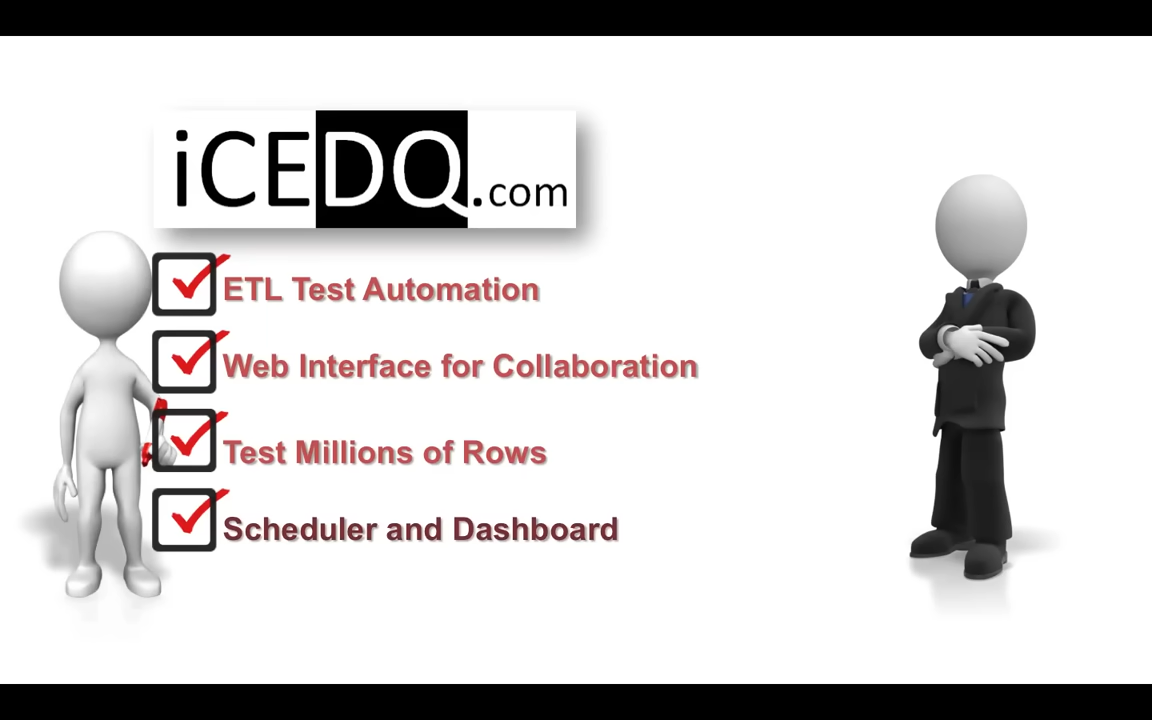 iCEDQ.com
ETL Test Automation
Web Interface for Collaboration
Test Millions of Rows
Scheduler and Dashboard